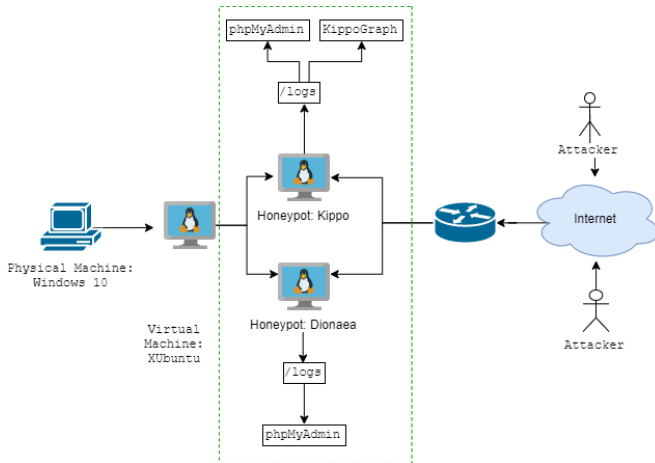 phpMyAdmin
KippoGraph
/logs
Attacker
Honeypot: Kippo
Internet
Physical Machine:
Windows 10
Honeypot: Dionaea
Virtual
Machine:
XUbuntu
Attacker
/logs
phpMyAdmin